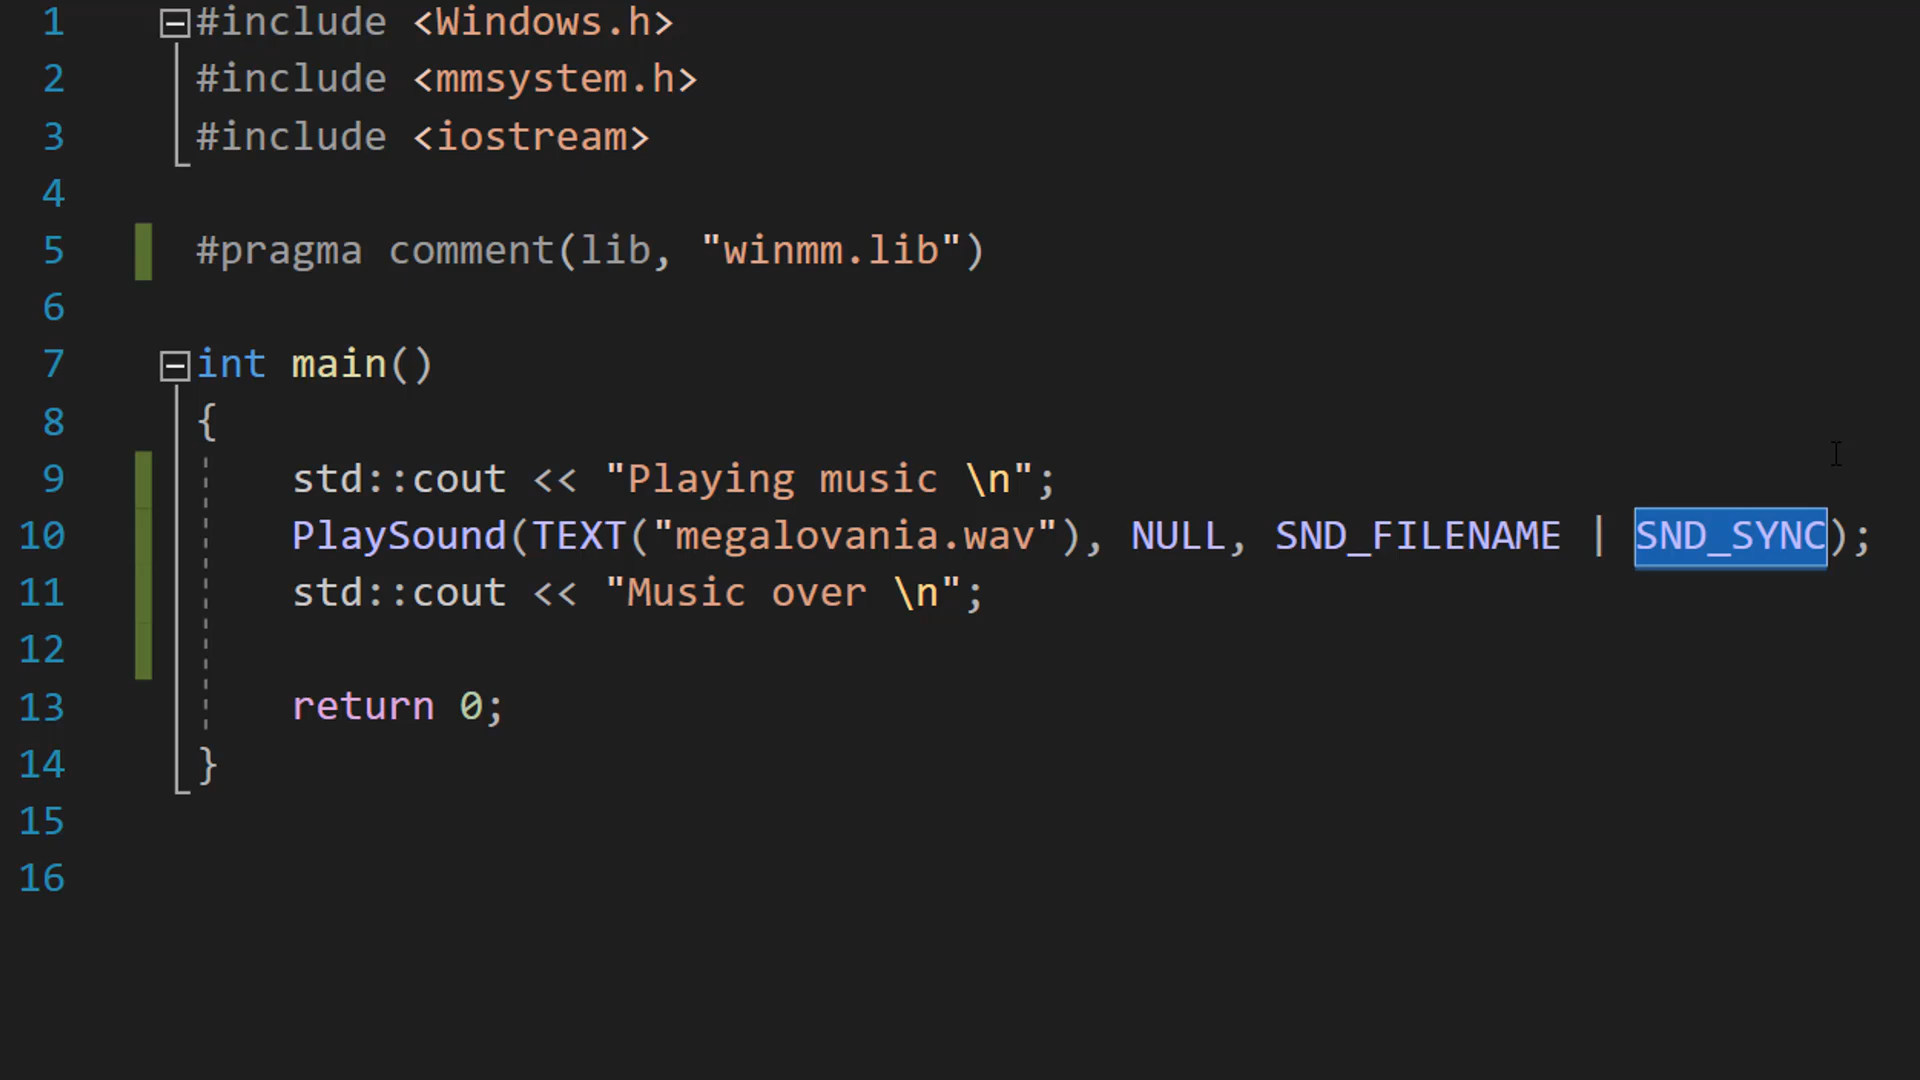 1 #include <Windows.h>
2 #include <mmsystem.h>
3 #include <iostream>
4
5 #pragma comment(lib, "winmm.lib")
6
7 int main()
8 {
9     std::cout << "Playing music \n";
10     PlaySound(TEXT("megalovania.wav"), NULL, SND_FILENAME | SND_SYNC);
11     std::cout << "Music over \n";
12
13     return 0;
14 }
15
16